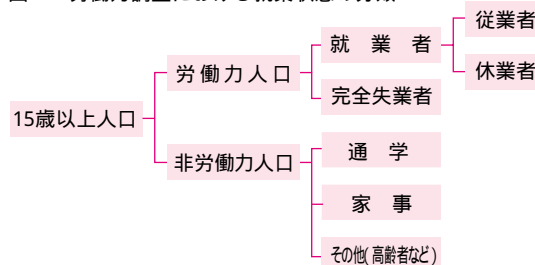 従業者
就業者
休業者
労働力人口
完全失業者
15歳以上人口
非労働力人口
通学
家事
その他(高齢者など)